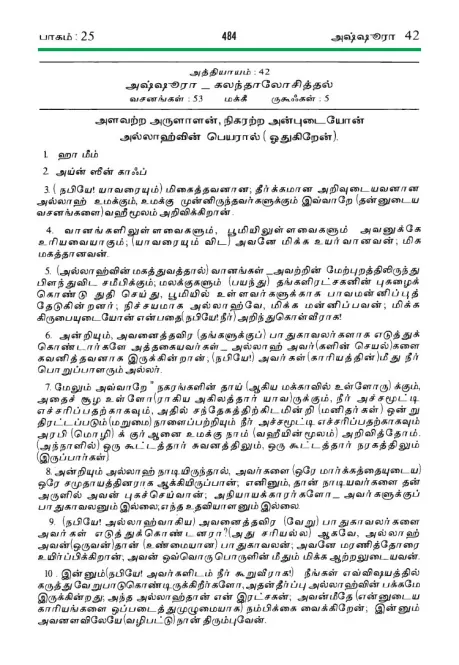 பாகம் : 25 484 அஷ்ஷூரா 42
அத்தியாயம் : 42
அஷ்ஷூரா _ கலந்தாலோசித்தல்
வசனங்கள் : 53 மக்கீ ருகூஃகள் : 5
அளவற்ற அருளாளன், நிகரற்ற அன்புடையோன்
அல்லாஹ்வின் பெயரால் ( ஓதுகிறேன்).
1. ஹா மீம்
2. அய்ன் ஸீன் காஃப்
3. ( நபியே! யாவரையும்) மிகைத்தவனான; தீர்க்கமான அறிவுடையவனான
அல்லாஹ் உமக்கும், உமக்கு முன்னிருந்தவர்களுக்கும் இவ்வாறே (தன்னுடைய
வசனங்களை) வஹீ மூலம் அறிவிக்கிறான் .
4. வானங்களிலுள்ளவைகளும், பூமியிலுள்ளவைகளும் அவனுக்கே
உரியவையாகும்; (யாவரையும் விட) அவனே மிக்க உயர்வானவன்; மிக
மகத்தானவன்.
5. (அல்லாஹ்வின் மகத்துவத்தால்) வானங்கள் _அவற்றின் மேற்புறத்திலிருந்து
பிளந்துவிட சமீபிக்கும்; மலக்குகளும் (பயந்து) தங்களிரட்சகனின் புகழைக்
கொண்டு துதி செய்து, பூமியில் உள்ளவர்களுக்காக பாவமன்னிப்புத்
தேடுகின்றனர்; நிச்சயமாக அல்லாஹ்வே, மிக்க மன்னிப்பவன்; மிக்க
கிருபையுடையோன் என்பதை(நபியே!நீர்)அறிந்துகொள்வீராக!
6. அன்றியும், அவனைத்தவிர (தங்களுக்குப்) பாதுகாவலர்களாக எடுத்துக்
கொண்டார்களே அத்தகையவர்கள்_ அல்லாஹ் அவர்(களின் செயல்)களை
கவனித்தவனாக இருக்கின்றான்; (நபியே!) அவர்கள்(காரியத்தின்)மீது நீர்
பொறுப்பாளரும் அல்லர்.
7. மேலும் அவ்வாறே நகரங்களின் தாய் (ஆகிய மக்காவில் உள்ளோரு) க்கும்,
அதைச் சூழ உள்ளோ(ராகிய அகிலத்தார் யாவ)ருக்கும், நீர் அச்சமூட்டி
எச்சரிப்பதற்காகவும், அதில் சந்தேகத்திற்கிடமின்றி (மனிதர்கள்) ஒன்று
திரட்டப்படும்(மறுமை)நாளைப்பற்றியும் நீர் அச்சமூட்டி எச்சரிப்பதற்காகவும்
அரபி (மொழி) க் குர்ஆனை உமக்கு நாம் (வஹீயின்மூலம்) அறிவித்தோம்.
(அந்நாளில்) ஒரு கூட்டத்தார் சுவனத்திலும், ஒரு கூட்டத்தார் நரகத்திலும்
(இருப்பார்கள்)
8. அன்றியும் அல்லாஹ் நாடியிருந்தால், அவர்களை (ஒரே மார்க்கத்தையுடைய)
ஒரே சமுதாயத்தினராக ஆக்கியிருப்பான்; எனினும், தான் நாடியவர்களை தன்
அருளில் அவன் புகச்செய்வான்; அநியாயக்காரர்களோ_ அவர்களுக்குப்
பாதுகாவலனும் இல்லை;எந்த உதவியாளனும் இல்லை.
9. (நபியே! அல்லாஹ்வாகிய) அவனைத்தவிர (வேறு) பாதுகாவலர்களை
அவர்கள் எடுத்துக்கொண்டனரா?(அது சரியல்ல) ஆகவே, அல்லாஹ்
அவன்(ஒருவன்)தான் (உண்மையான) பாதுகாவலன்; அவனே மரணித்தோரை
உயிர்ப்பிக்கிறான்; அவன் ஒவ்வொரு பொருளின் மீதும் மிக்க ஆற்றலுடையவன்.
10 . இன்னும்(நபியே! அவர்களிடம் நீர் கூறுவீராக!) நீங்கள் எவ்விஷயத்தில்
கருத்து வேறுபாடுகொண்டிருக்கிறீர்களோ, அதன்தீர்ப்பு அல்லாஹ்வின் பக்கமே
இருக்கின்றது; அந்த அல்லாஹ்தான் என் இரட்சகன்; அவன்மீதே (என்னுடைய
காரியங்களை ஒப்படைத்துமுழுமையாக) நம்பிக்கை வைக்கிறேன்; இன்னும்
அவனளவிலேயே(வழிபட்டு)நான் திரும்புவேன்.